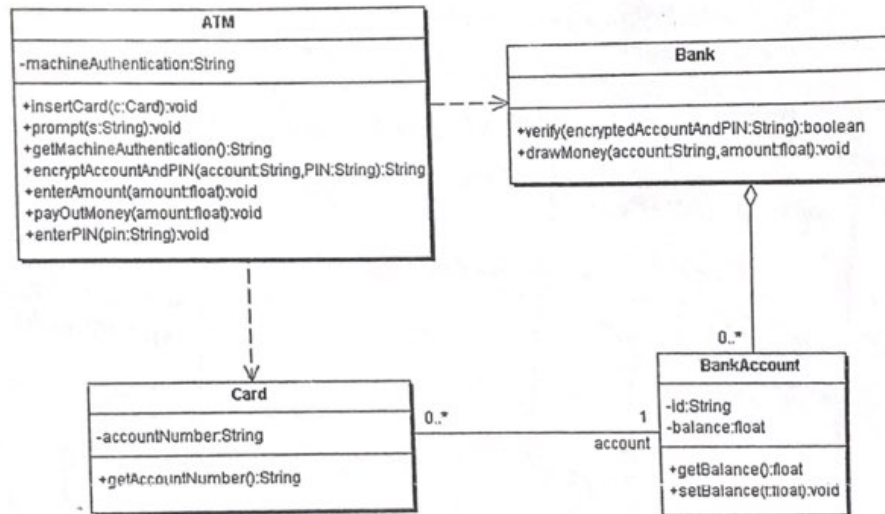 ATM
-machineAuthentication:String
+insertCard(c:Card):void
+prompt(s:String):void
+getMachineAuthentication():String
+encryptAccountAndPIN(account:String,PIN:String):String
+enterAmount(amount:float):void
+payOutMoney(amount:float):void
+enterPIN(pin:String):void
Bank
+verify(encryptedAccountAndPIN:String):boolean
+drawMoney(account:String,amount:float):void
0..*
Card
-accountNumber:String
+getAccountNumber():String
0..*
1
account
BankAccount
-id:String
-balance:float
+getBalance():float
+setBalance(f:float):void